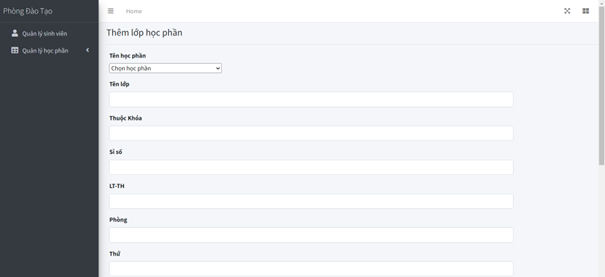 Phòng Đào Tạo
Home
Quản lý sinh viên
Quản lý học phần
Thêm lớp học phần
Tên học phần
Chọn học phần
Tên lớp
Thuộc Khóa
Sỉ số
LT-TH
Phòng
Thứ